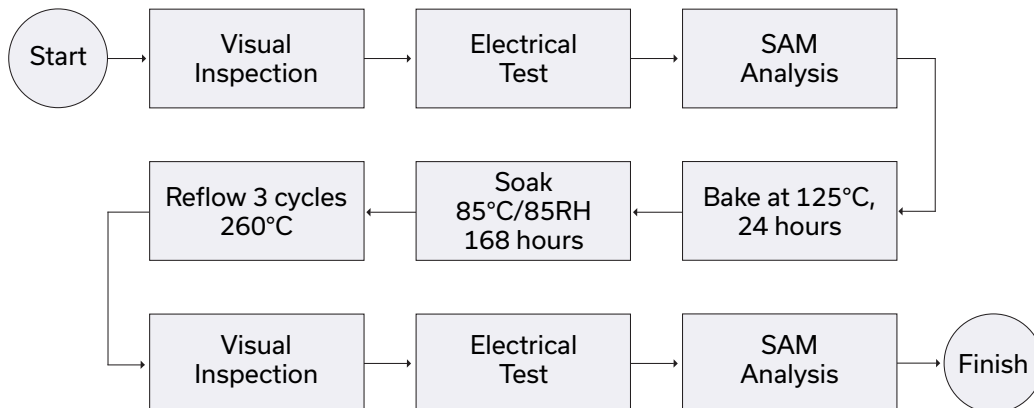 Start
Visual
Inspection
Electrical
Test
SAM
Analysis
Bake at 125°C,
24 hours
Soak
85°C/85RH
168 hours
Reflow 3 cycles
260°C
Visual
Inspection
Electrical
Test
SAM
Analysis
Finish